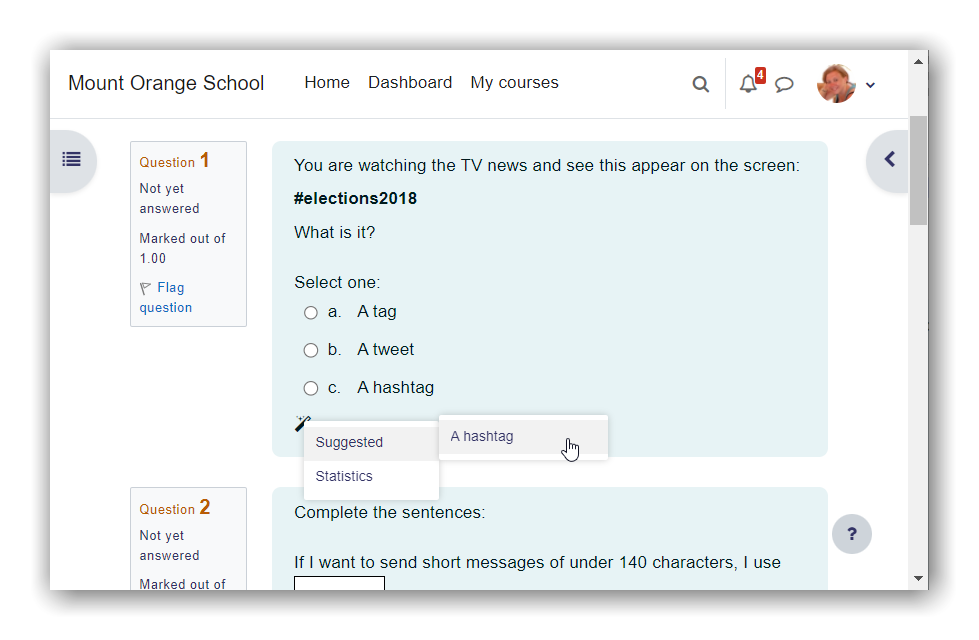 Mount Orange School Home Dashboard My courses 4
Question 1
Not yet
answered
Marked out of
1.00
Flag
question
You are watching the TV news and see this appear on the screen:
#elections2018
What is it?
Select one:
a. A tag
b. A tweet
c. A hashtag
Suggested
A hashtag
Statistics
Question 2
Not yet
answered
Marked out of
Complete the sentences:
If I want to send short messages of under 140 characters, I use
?